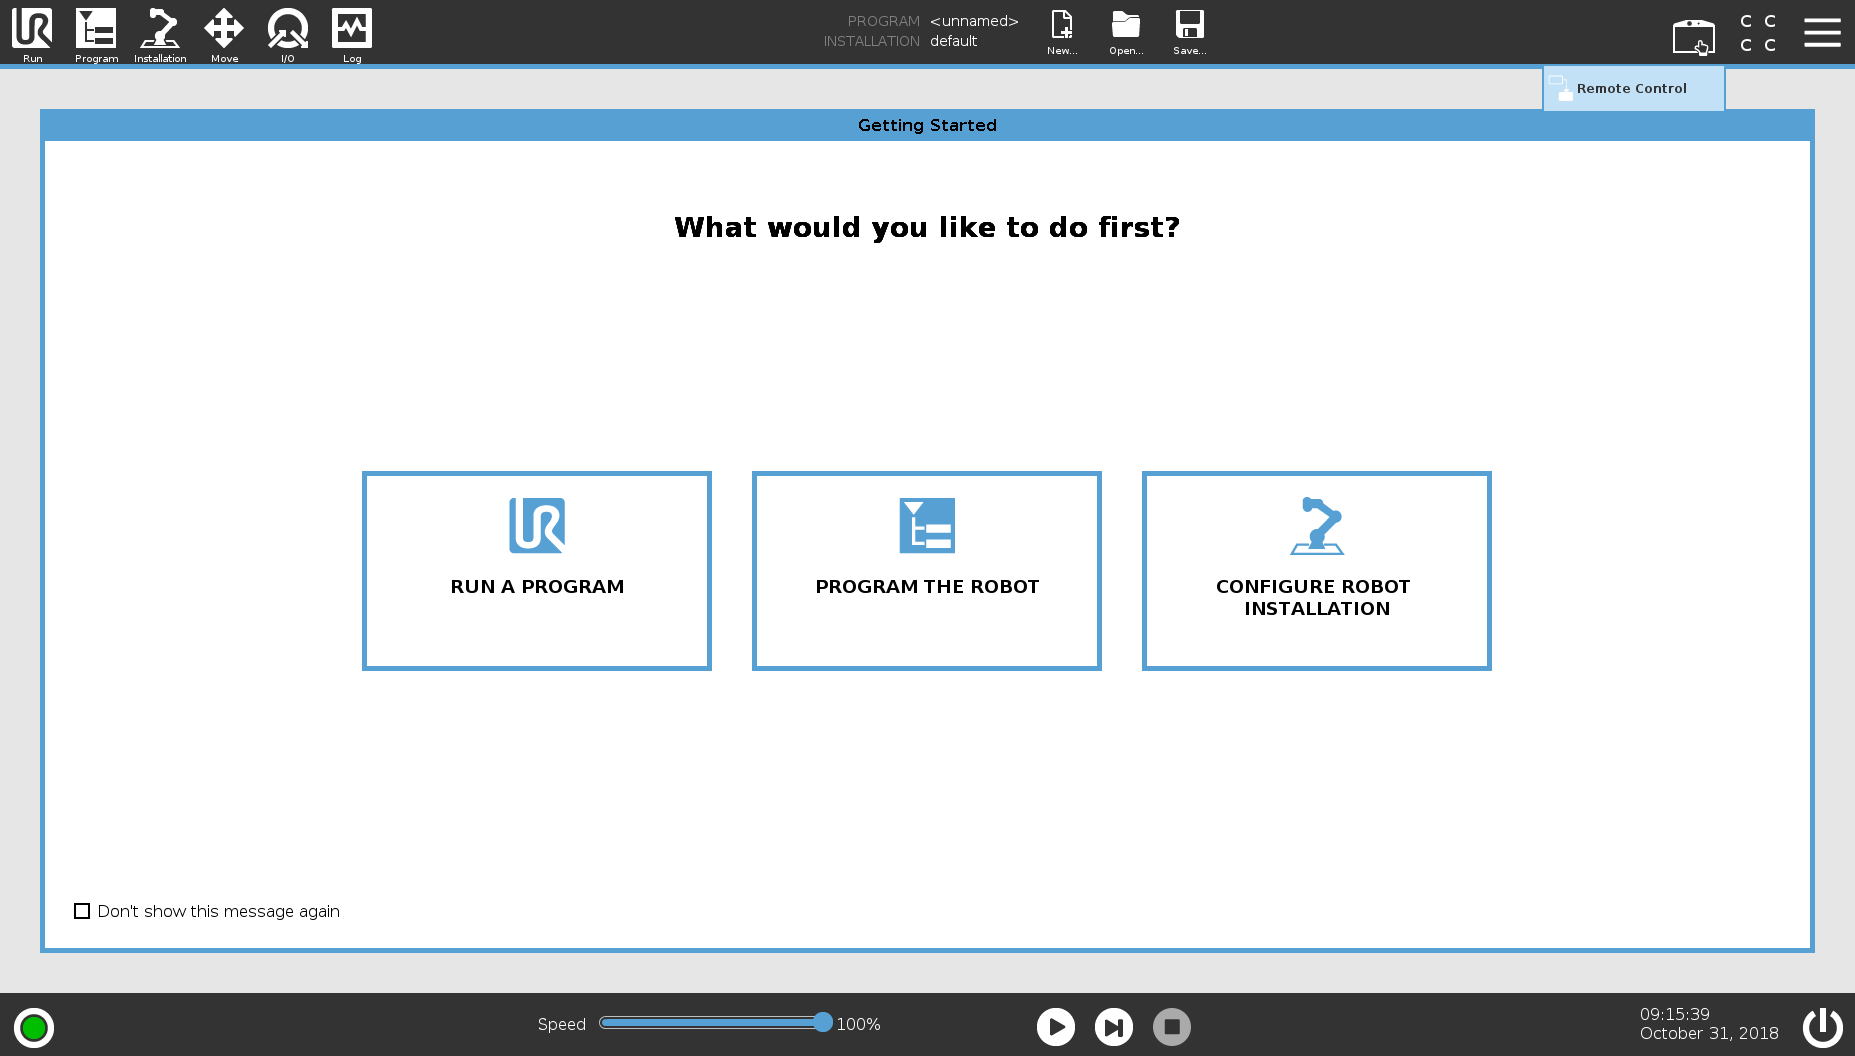 Run
Program
Installation
Move
I/O
Log
PROGRAM <unnamed>
INSTALLATION default
New...
Open...
Save...
C C
C C
Remote Control
Getting Started
What would you like to do first?
RUN A PROGRAM
PROGRAM THE ROBOT
CONFIGURE ROBOT
INSTALLATION
Don't show this message again
Speed 100%
09:15:39
October 31, 2018